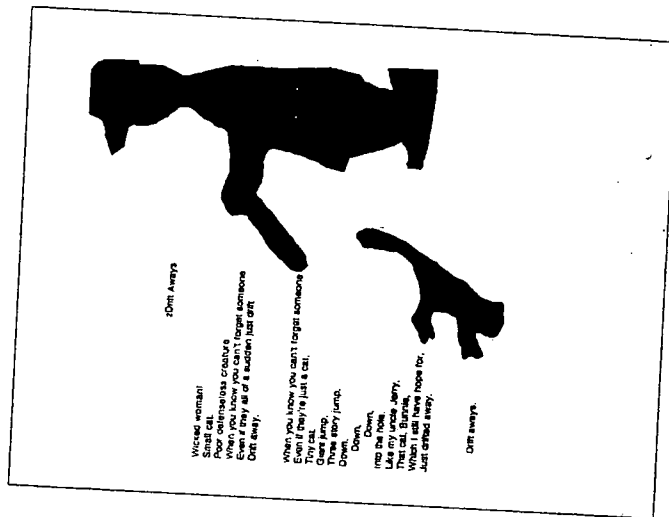 2Drift Aways
Wicked woman!
Small cat.
Poor defenseless creature
When you know you can't forget someone
Even if they all of a sudden just drift
Drift away.
When you know you can't forget someone
Even if they're just a cat.
Tiny cat.
Giant jump,
Three story jump,
Down.
Down,
Down,
Into the hole,
Like my uncle Jerry,
That cat, Bunnie,
Which I still have hope for,
Just drifted away.
Drift aways.